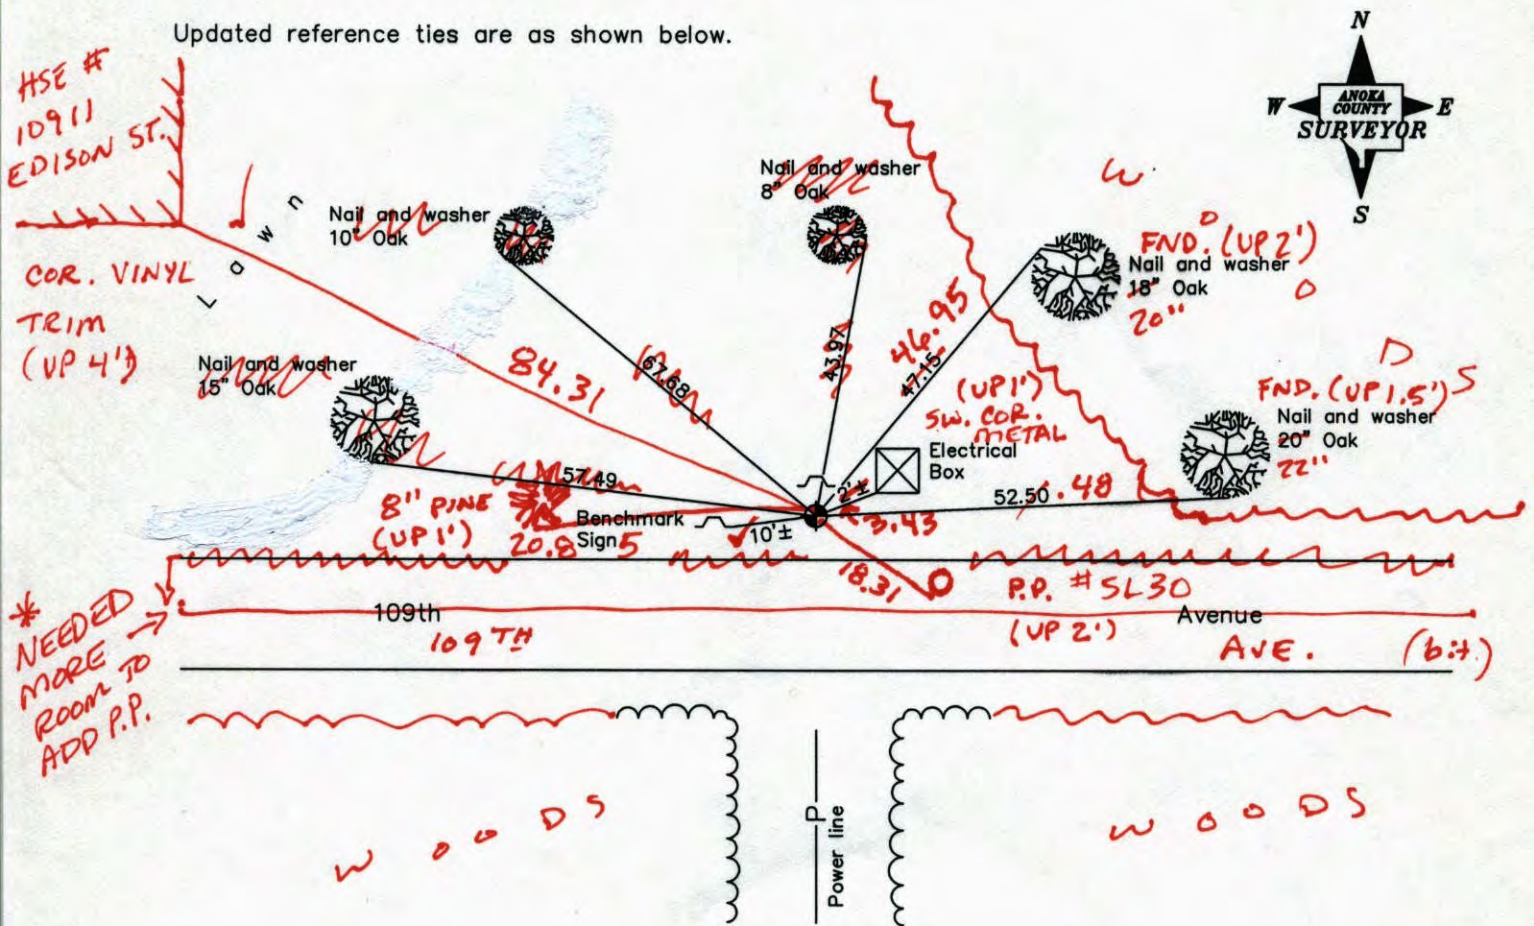 Updated reference ties are as shown below.
N
W
ANOKA
COUNTY
E
SURVEYOR
S
HSE #
10911
EDISON ST.
Lawn
COR. VINYL
TRIM
(UP 4')
Nail and washer
10" Oak
Nail and washer
8" Oak
W
O
O
D
S
FND. (UP 2')
Nail and washer
18" Oak
20"
Nail and washer
15" Oak
84.31
67.68
43.97
46.95
47.15
(UP 1')
SW. COR.
METAL
Electrical
Box
FND. (UP 1.5')
Nail and washer
20" Oak
22"
57.49
2'±
3.43
52.50
.48
8" PINE
(UP 1')
20.85
Benchmark
Sign
10'±
18.31
P.P. #SL30
(UP 2')
109th
Avenue
109TH
AVE.
(bit.)
*
NEEDED
MORE
ROOM TO
ADD P.P.
WOODS
P
Power line
WOODS